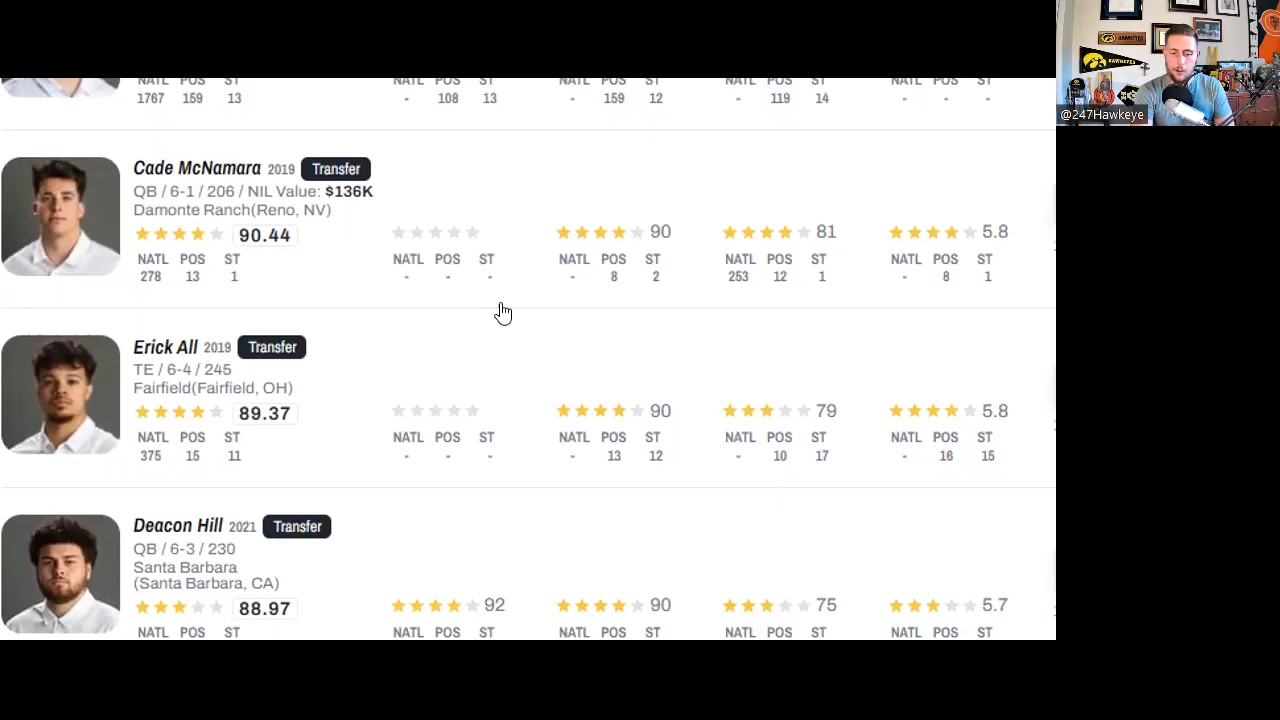 NATL POS ST NATL POS ST NATL POS ST NATL POS ST NATL POS ST
1767 159 13 - 108 13 - 159 12 - 119 14 - - -
HAWKEYES
HAWKEYES
@247Hawkeye
Cade McNamara 2019 Transfer
QB / 6-1 / 206 / NIL Value: $136K
Damonte Ranch(Reno, NV)
90.44 90 81 5.8
NATL POS ST NATL POS ST NATL POS ST NATL POS ST NATL POS ST
278 13 1 - - - - 8 2 253 12 1 - 8 1
Erick All 2019 Transfer
TE / 6-4 / 245
Fairfield(Fairfield, OH)
89.37 90 79 5.8
NATL POS ST NATL POS ST NATL POS ST NATL POS ST NATL POS ST
375 15 11 - - - - 13 12 - 10 17 - 16 15
Deacon Hill 2021 Transfer
QB / 6-3 / 230
Santa Barbara
(Santa Barbara, CA)
88.97 92 90 75 5.7
NATL POS ST NATL POS ST NATL POS ST NATL POS ST NATL POS ST